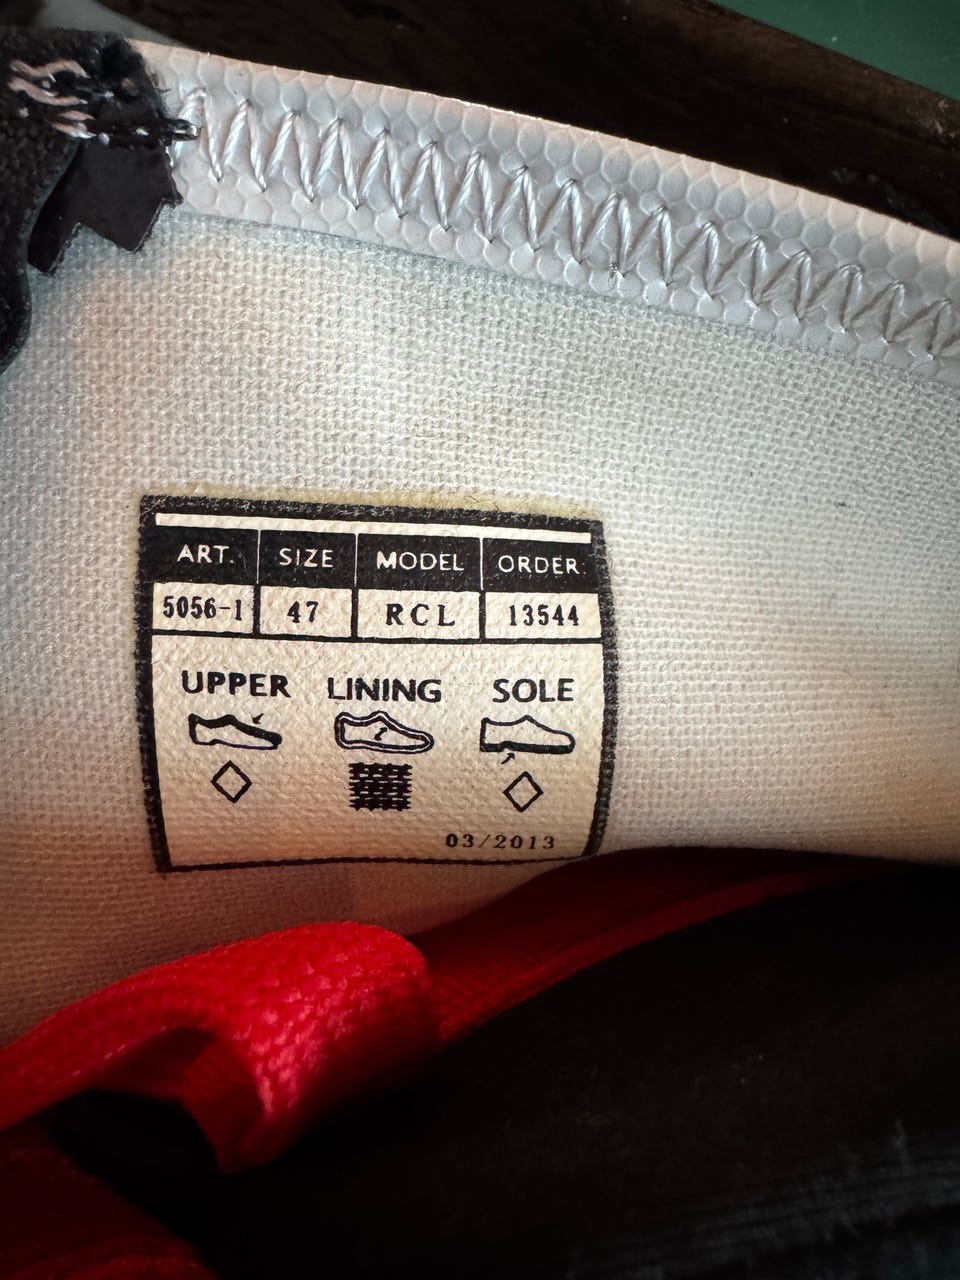 ART. SIZE MODEL ORDER
5056-1 47 RCL 13544
UPPER LINING SOLE
03/2013